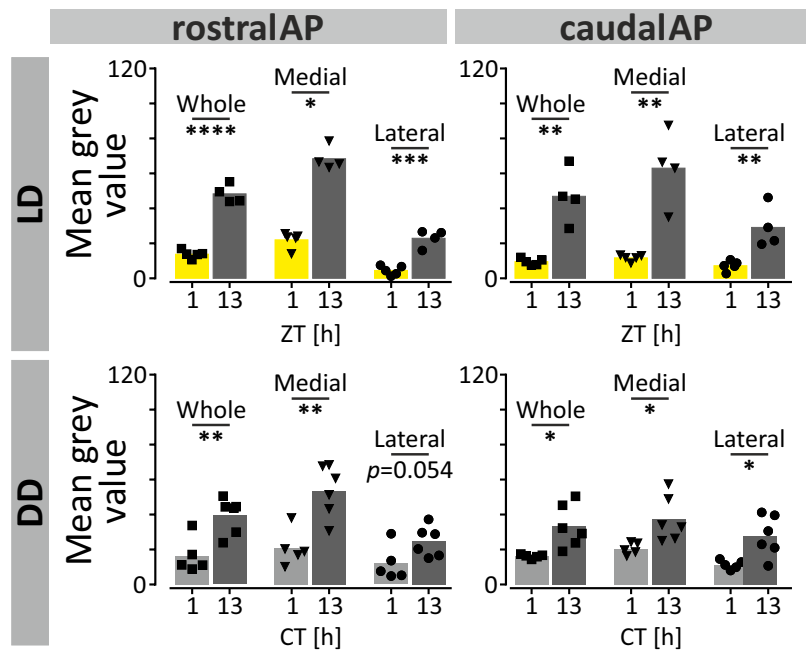 rostralAP
caudalAP
LD
Mean grey
value
120
0
Whole
****
Medial
*
Lateral
***
1 13 1 13 1 13
ZT [h]
120
0
Whole
**
Medial
**
Lateral
**
1 13 1 13 1 13
ZT [h]
DD
Mean grey
value
120
0
Whole
**
Medial
**
Lateral
p=0.054
1 13 1 13 1 13
CT [h]
120
0
Whole
*
Medial
*
Lateral
*
1 13 1 13 1 13
CT [h]